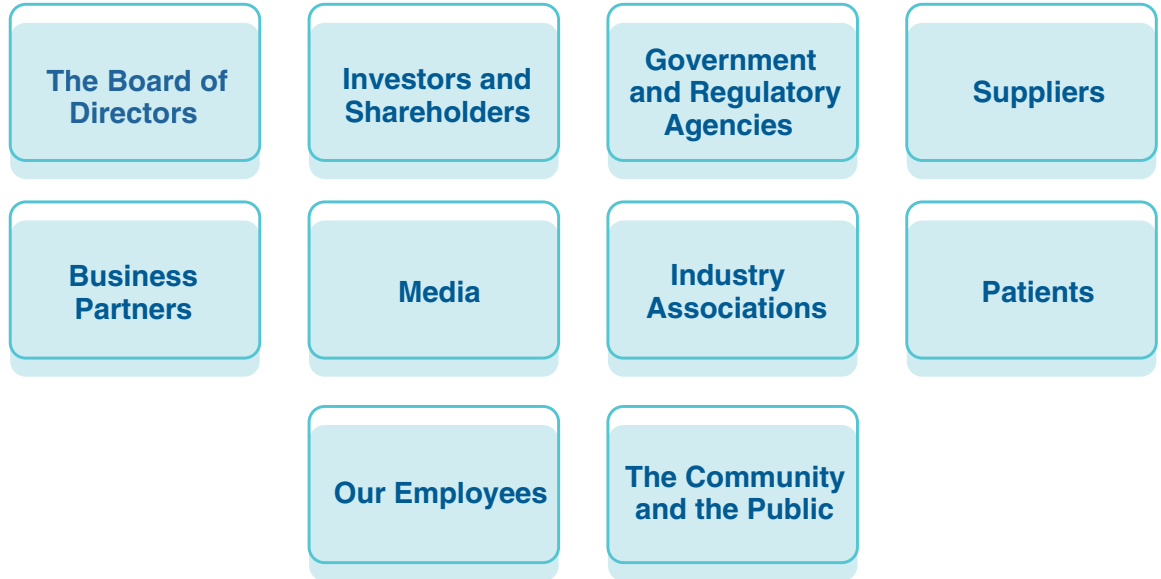 The Board of
Directors
Investors and
Shareholders
Government
and Regulatory
Agencies
Suppliers
Business
Partners
Media
Industry
Associations
Patients
Our Employees
The Community
and the Public